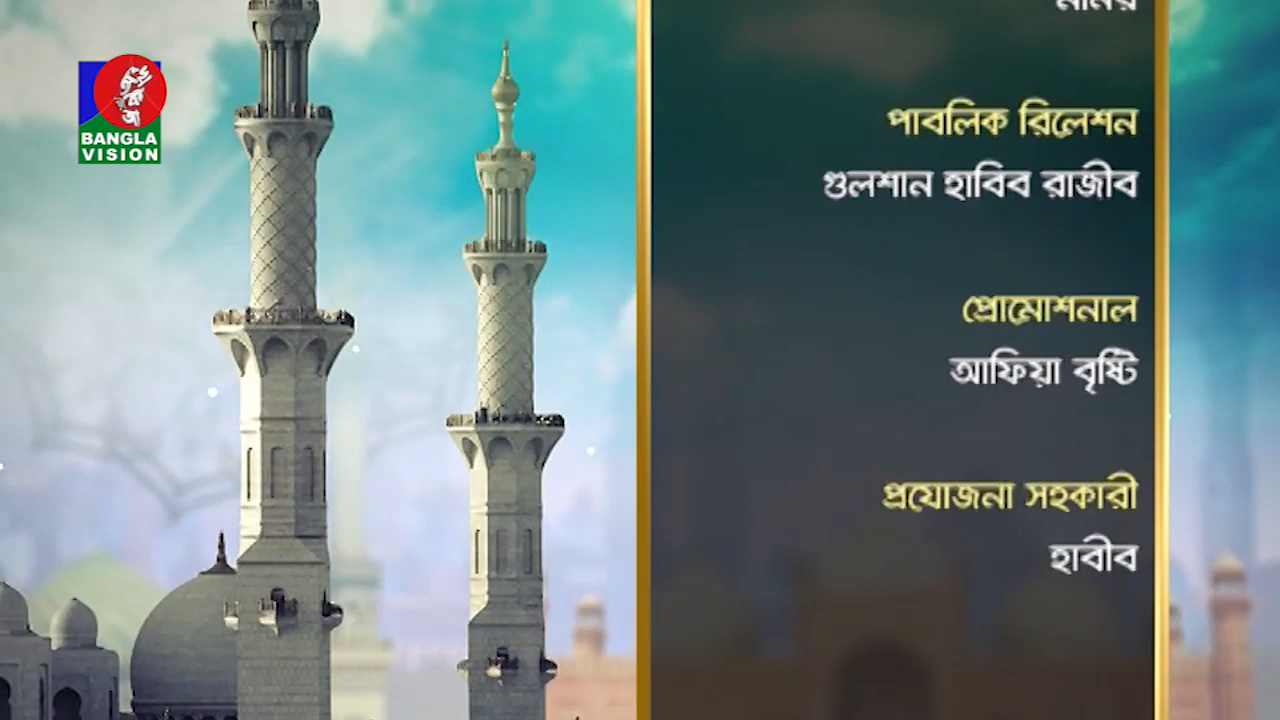 BANGLA
VISION
পাবলিক রিলেশন
গুলশান হাবিব রাজীব
প্রোমোশনাল
আফিয়া বৃষ্টি
প্রযোজনা সহকারী
হাবীব